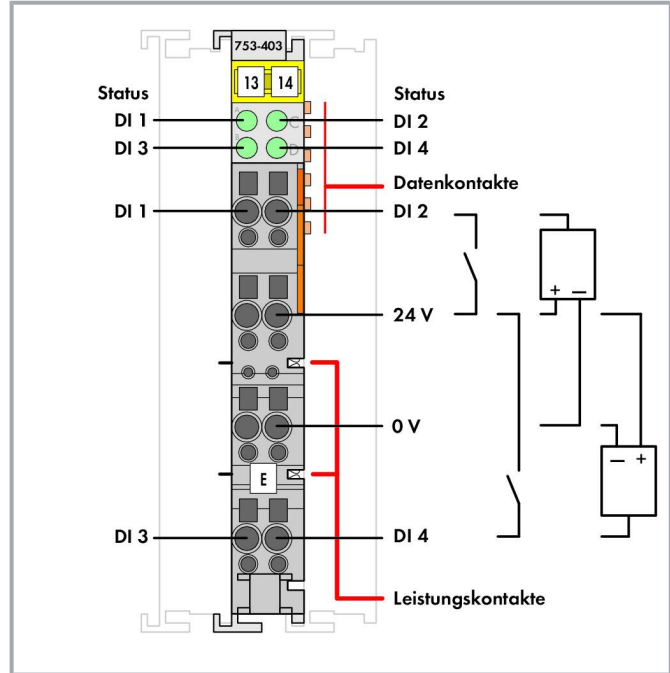 753-403
13 14
Status Status
A C
DI 1 DI 2
B D
DI 3 DI 4
Datenkontakte
DI 1 DI 2
+ −
24 V
0 V
− +
E
DI 3 DI 4
Leistungskontakte